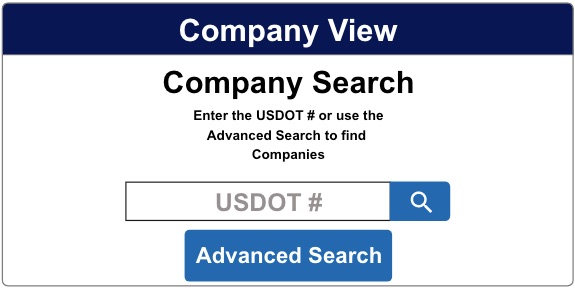 Company View
Company Search
Enter the USDOT # or use the
Advanced Search to find
Companies
USDOT #
Advanced Search